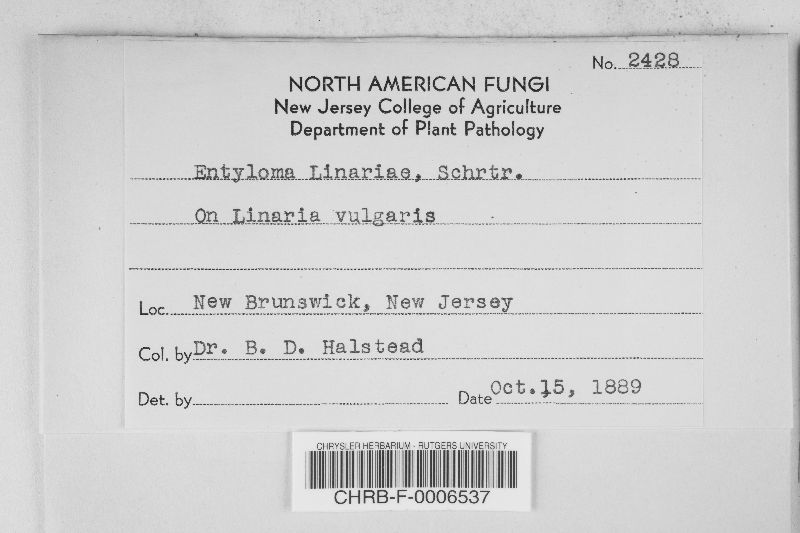 No. 2428
NORTH AMERICAN FUNGI
New Jersey College of Agriculture
Department of Plant Pathology
Entyloma Linariae, Schrtr.
On Linaria vulgaris
Loc. New Brunswick, New Jersey
Col. by Dr. B. D. Halstead
Det. by
Date Oct. 15, 1889
CHRYSLER HERBARIUM - RUTGERS UNIVERSITY
CHRB-F-0006537